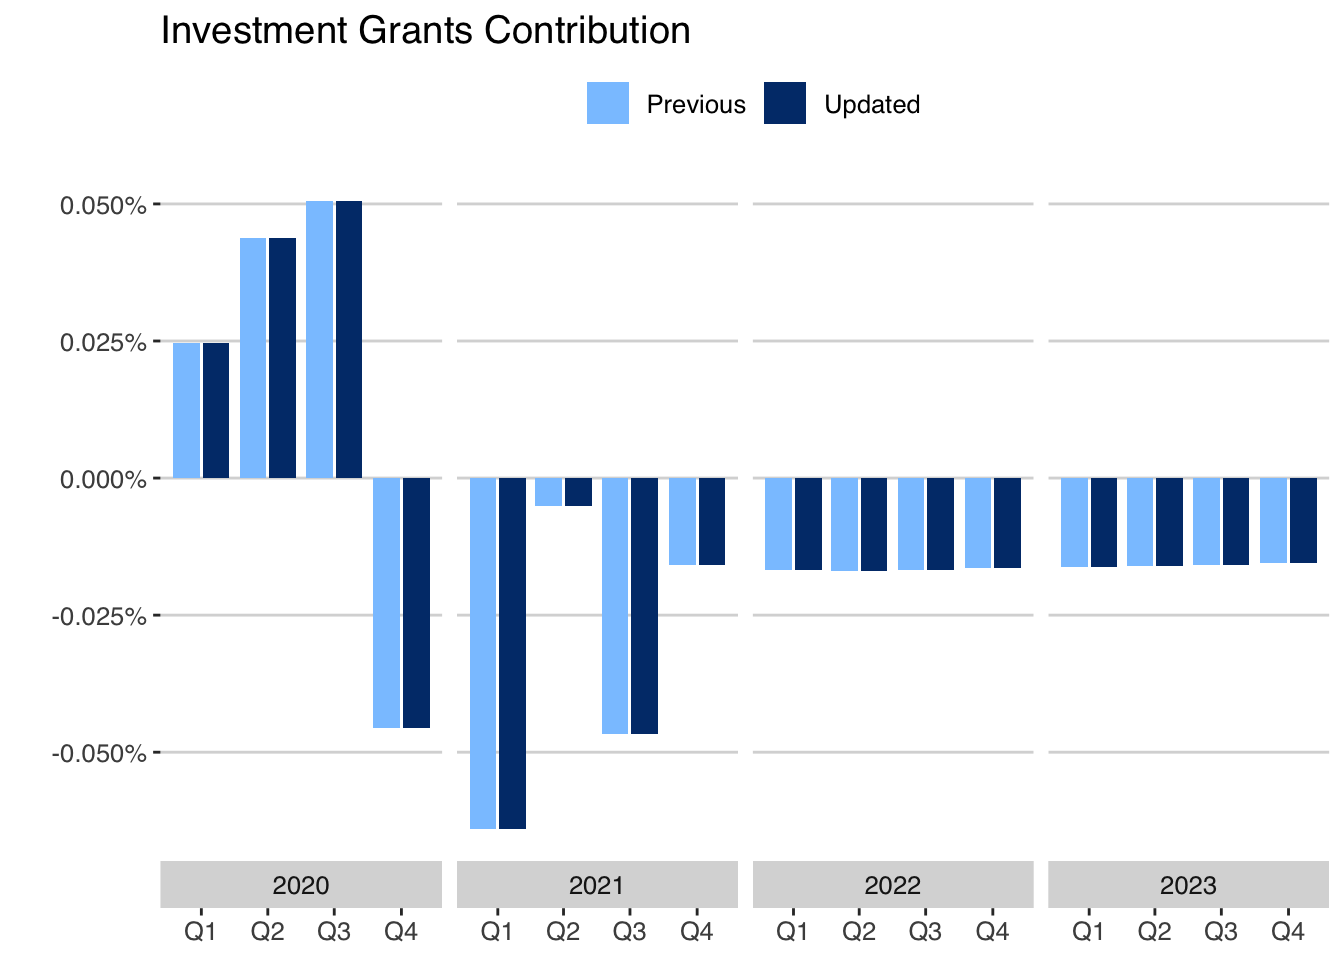 Investment Grants Contribution
Previous Updated
0.050%
0.025%
0.000%
-0.025%
-0.050%
2020 2021 2022 2023
Q1 Q2 Q3 Q4 Q1 Q2 Q3 Q4 Q1 Q2 Q3 Q4 Q1 Q2 Q3 Q4